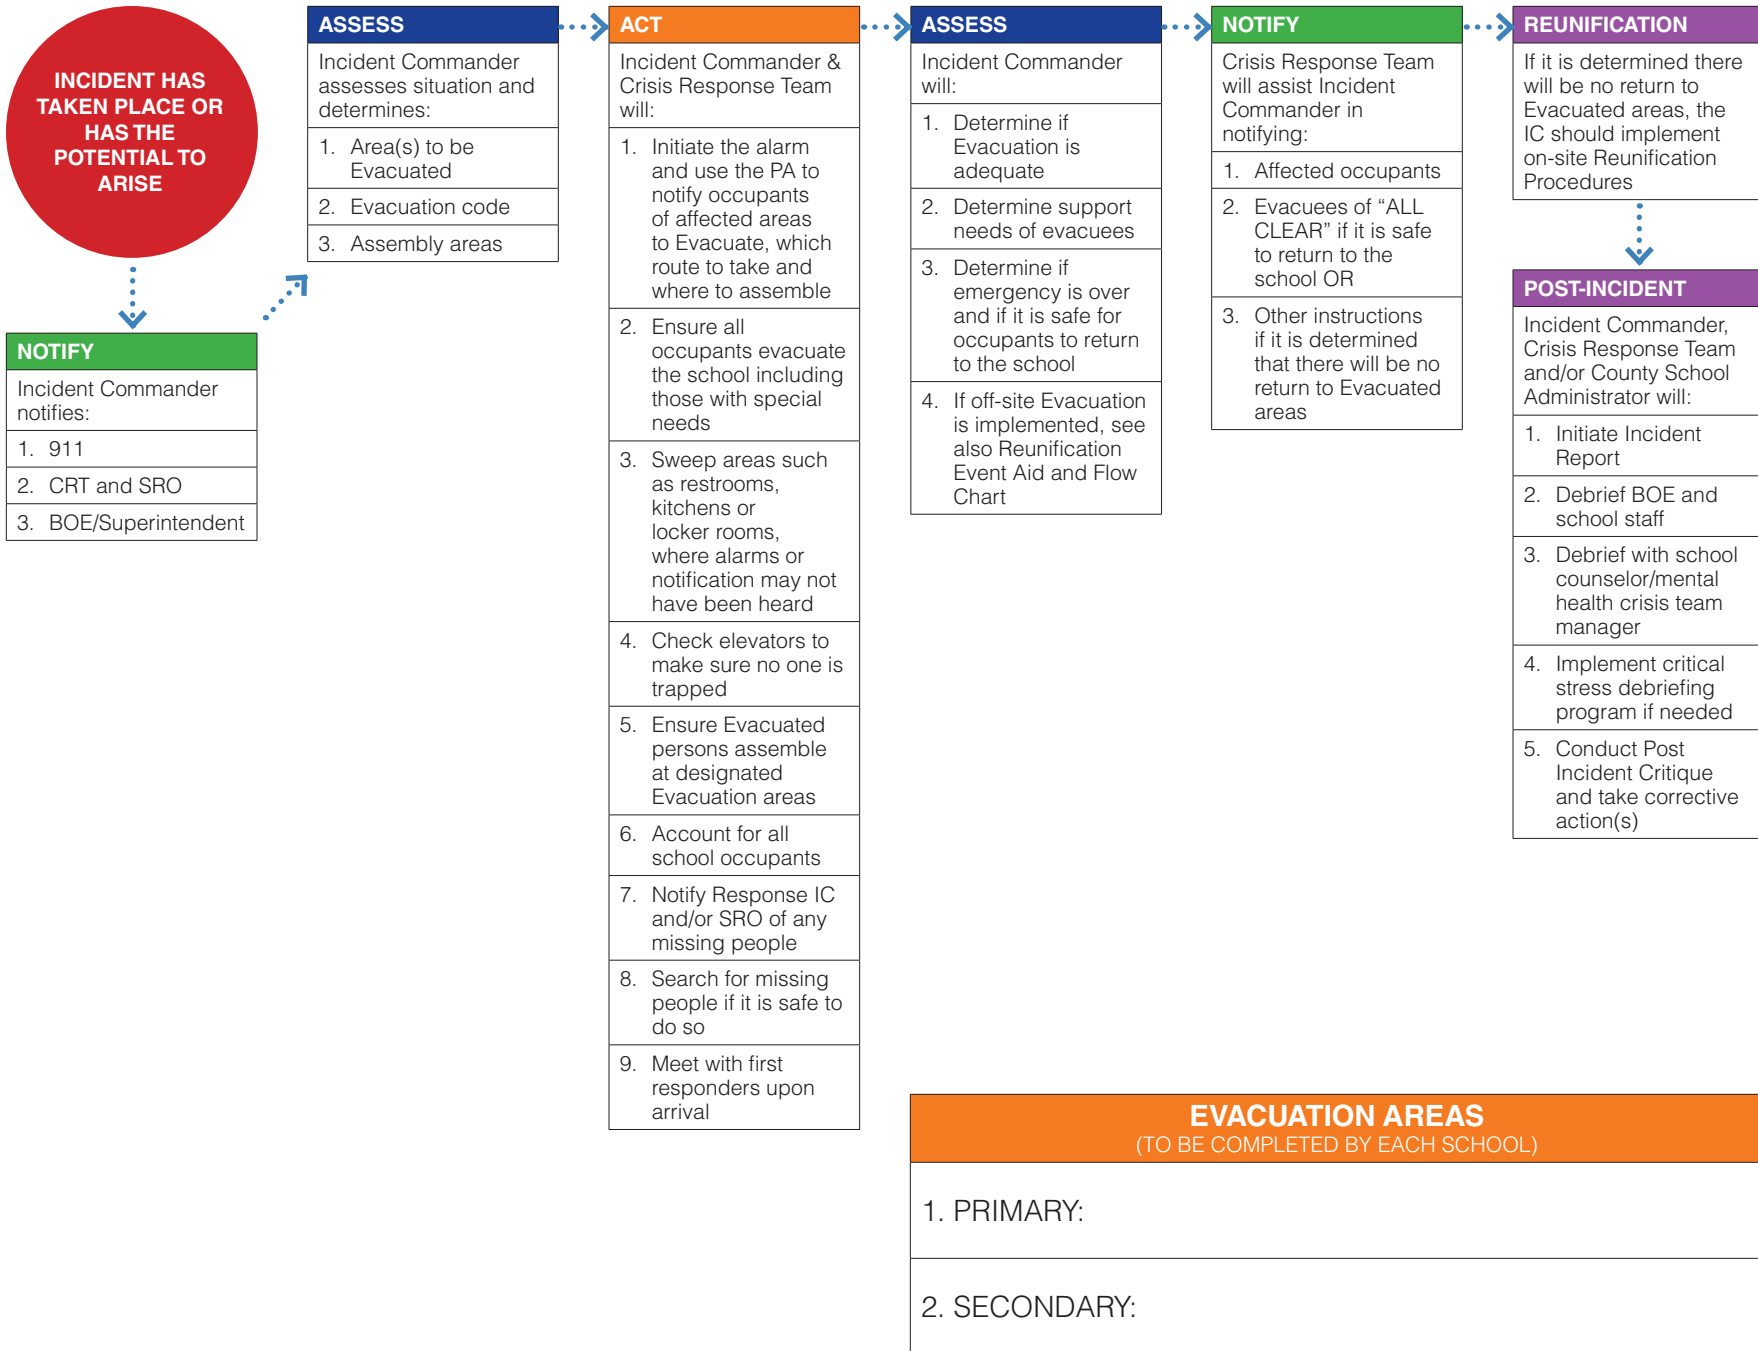 INCIDENT HAS
TAKEN PLACE OR
HAS THE
POTENTIAL TO
ARISE
NOTIFY
Incident Commander
notifies:
1. 911
2. CRT and SRO
3. BOE/Superintendent
ASSESS
Incident Commander
assesses situation and
determines:
1. Area(s) to be
Evacuated
2. Evacuation code
3. Assembly areas
ACT
Incident Commander &
Crisis Response Team
will:
1. Initiate the alarm
and use the PA to
notify occupants
of affected areas
to Evacuate, which
route to take and
where to assemble
2. Ensure all
occupants evacuate
the school including
those with special
needs
3. Sweep areas such
as restrooms,
kitchens or
locker rooms,
where alarms or
notification may not
have been heard
4. Check elevators to
make sure no one is
trapped
5. Ensure Evacuated
persons assemble
at designated
Evacuation areas
6. Account for all
school occupants
7. Notify Response IC
and/or SRO of any
missing people
8. Search for missing
people if it is safe to
do so
9. Meet with first
responders upon
arrival
ASSESS
Incident Commander
will:
1. Determine if
Evacuation is
adequate
2. Determine support
needs of evacuees
3. Determine if
emergency is over
and if it is safe for
occupants to return
to the school
4. If off-site Evacuation
is implemented, see
also Reunification
Event Aid and Flow
Chart
NOTIFY
Crisis Response Team
will assist Incident
Commander in
notifying:
1. Affected occupants
2. Evacuees of “ALL
CLEAR” if it is safe
to return to the
school OR
3. Other instructions
if it is determined
that there will be no
return to Evacuated
areas
REUNIFICATION
If it is determined there
will be no return to
Evacuated areas, the
IC should implement
on-site Reunification
Procedures
POST-INCIDENT
Incident Commander,
Crisis Response Team
and/or County School
Administrator will:
1. Initiate Incident
Report
2. Debrief BOE and
school staff
3. Debrief with school
counselor/mental
health crisis team
manager
4. Implement critical
stress debriefing
program if needed
5. Conduct Post
Incident Critique
and take corrective
action(s)
EVACUATION AREAS
(TO BE COMPLETED BY EACH SCHOOL)
1. PRIMARY:
2. SECONDARY: